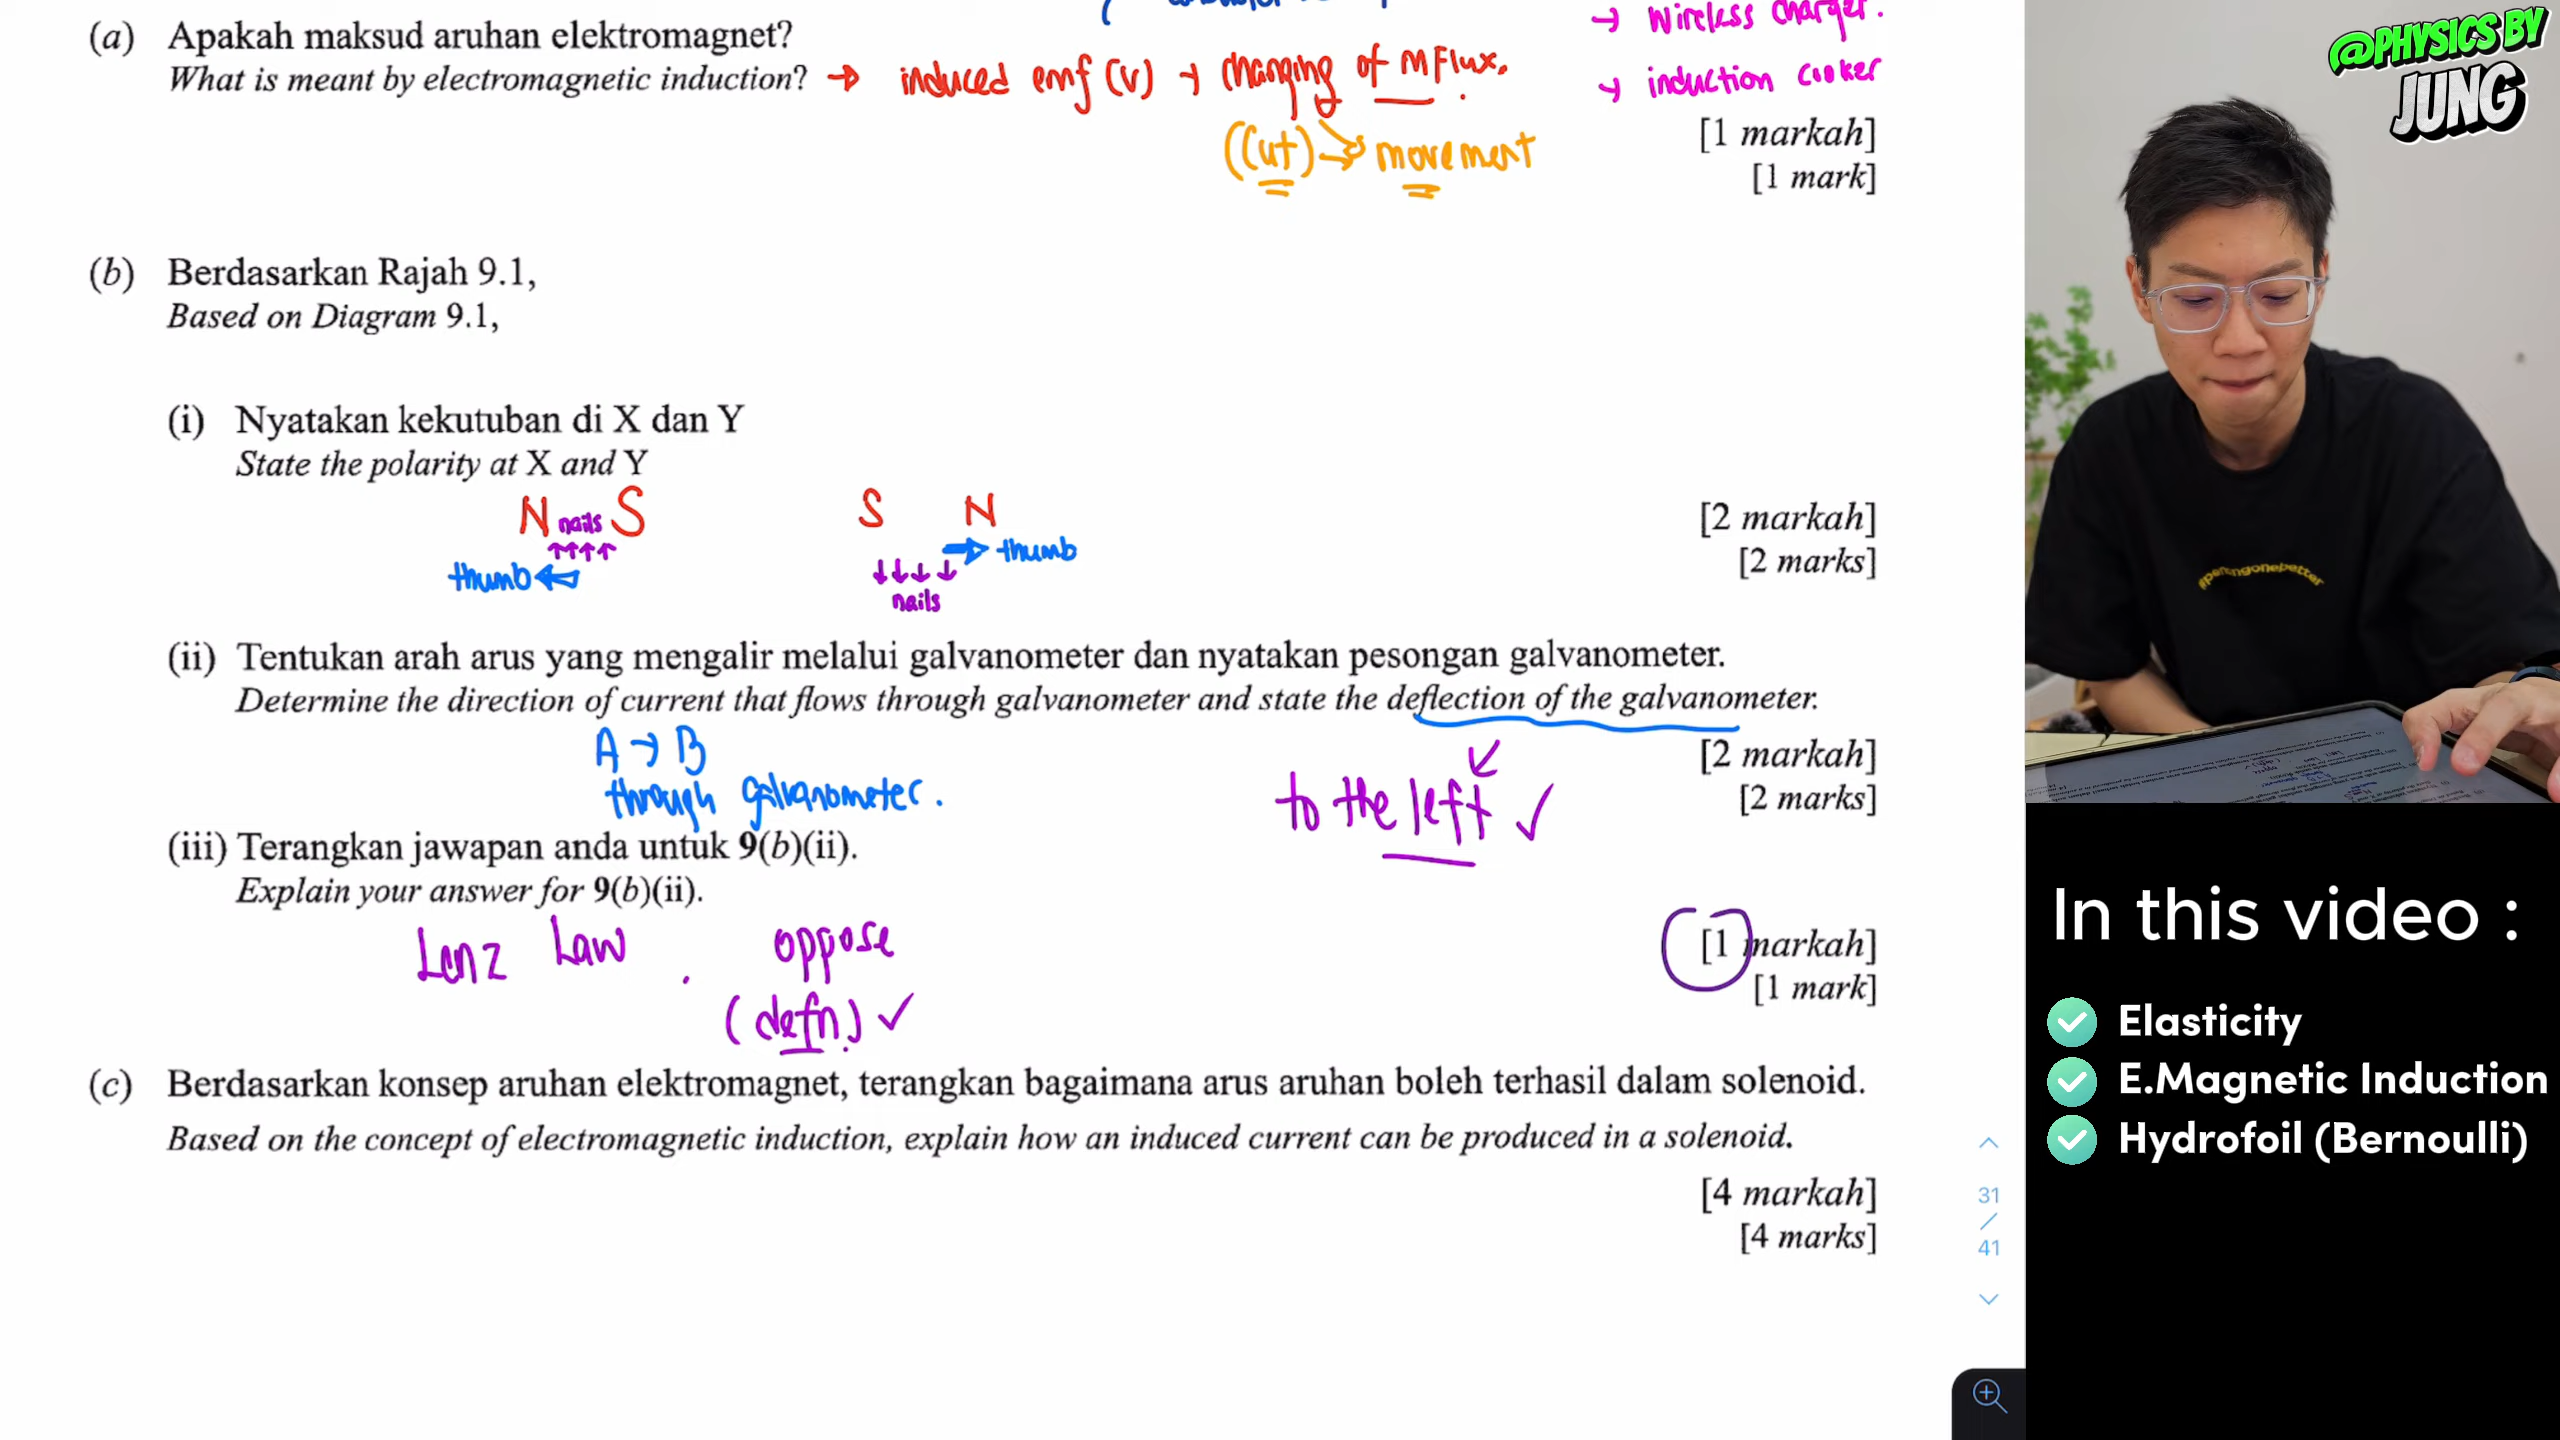 → Wireless charger.
(a) Apakah maksud aruhan elektromagnet?
What is meant by electromagnetic induction? → induced emf (V) → changing of M Flux.
→ induction cooker
(Cut) → movement
[1 markah]
[1 mark]
(b) Berdasarkan Rajah 9.1,
Based on Diagram 9.1,
(i) Nyatakan kekutuban di X dan Y
State the polarity at X and Y
N nails S S N
thumb thumb
nails
[2 markah]
[2 marks]
(ii) Tentukan arah arus yang mengalir melalui galvanometer dan nyatakan pesongan galvanometer.
Determine the direction of current that flows through galvanometer and state the deflection of the galvanometer.
A → B
through galvanometer.
to the left ✓
[2 markah]
[2 marks]
(iii) Terangkan jawapan anda untuk 9(b)(ii).
Explain your answer for 9(b)(ii).
Lenz Law . oppose
(defn) ✓
[1 markah]
[1 mark]
(c) Berdasarkan konsep aruhan elektromagnet, terangkan bagaimana arus aruhan boleh terhasil dalam solenoid.
Based on the concept of electromagnetic induction, explain how an induced current can be produced in a solenoid.
[4 markah]
[4 marks]
31
/
41
@PHYSICS BY
JUNG
In this video :
Elasticity
E.Magnetic Induction
Hydrofoil (Bernoulli)